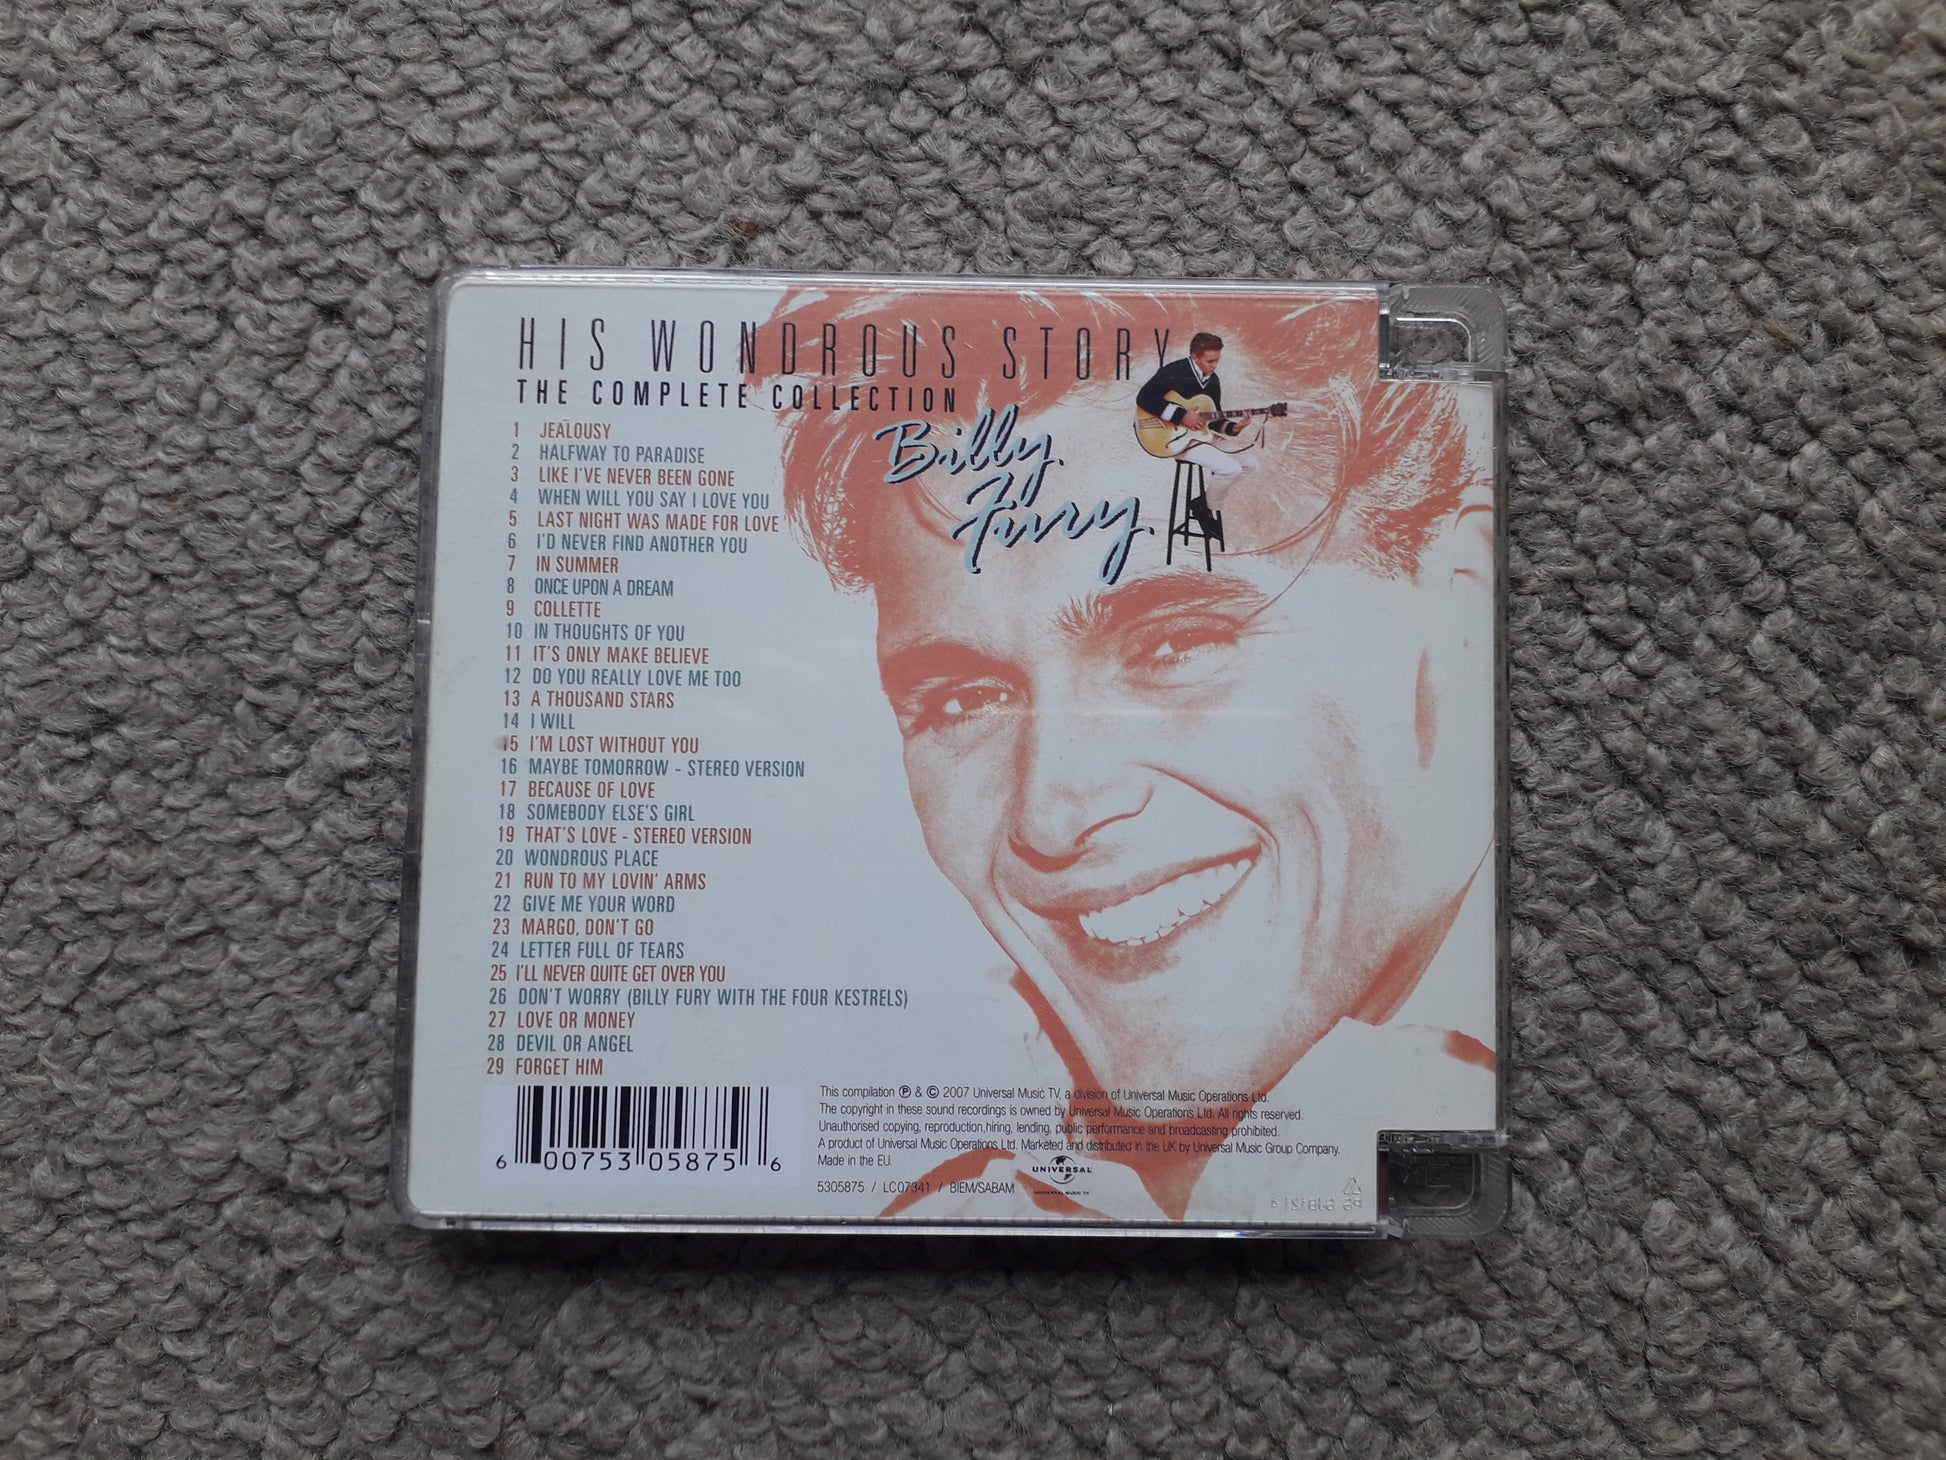 HIS WONDROUS STORY
THE COMPLETE COLLECTION
Billy
Fury
1 JEALOUSY
2 HALFWAY TO PARADISE
3 LIKE I'VE NEVER BEEN GONE
4 WHEN WILL YOU SAY I LOVE YOU
5 LAST NIGHT WAS MADE FOR LOVE
6 I'D NEVER FIND ANOTHER YOU
7 IN SUMMER
8 ONCE UPON A DREAM
9 COLLETTE
10 IN THOUGHTS OF YOU
11 IT'S ONLY MAKE BELIEVE
12 DO YOU REALLY LOVE ME TOO
13 A THOUSAND STARS
14 I WILL
15 I'M LOST WITHOUT YOU
16 MAYBE TOMORROW - STEREO VERSION
17 BECAUSE OF LOVE
18 SOMEBODY ELSE'S GIRL
19 THAT'S LOVE - STEREO VERSION
20 WONDROUS PLACE
21 RUN TO MY LOVIN' ARMS
22 GIVE ME YOUR WORD
23 MARGO, DON'T GO
24 LETTER FULL OF TEARS
25 I'LL NEVER QUITE GET OVER YOU
26 DON'T WORRY (BILLY FURY WITH THE FOUR KESTRELS)
27 LOVE OR MONEY
28 DEVIL OR ANGEL
29 FORGET HIM
6 00753 05875 6
This compilation ℗ & © 2007 Universal Music TV, a division of Universal Music Operations Ltd.
The copyright in these sound recordings is owned by Universal Music Operations Ltd. All rights reserved.
Unauthorised copying, reproduction,hiring, lending, public performance and broadcasting prohibited.
A product of Universal Music Operations Ltd. Marketed and distributed in the UK by Universal Music Group Company.
Made in the EU.
5305875 / LC07341 / BIEM/SABAM
UNIVERSAL
UNIVERSAL MUSIC TV